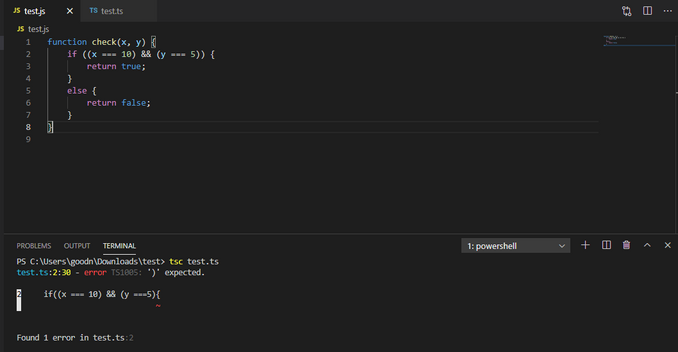 JS test.js
TS test.ts
JS test.js
1 function check(x, y) {
2 if ((x === 10) && (y === 5)) {
3 return true;
4 }
5 else {
6 return false;
7 }
8 }
9
PROBLEMS OUTPUT TERMINAL 1: powershell
PS C:\Users\goodn\Downloads\test> tsc test.ts
test.ts:2:30 - error TS1005: ')' expected.
2 if((x === 10) && (y ===5){
~
Found 1 error in test.ts:2